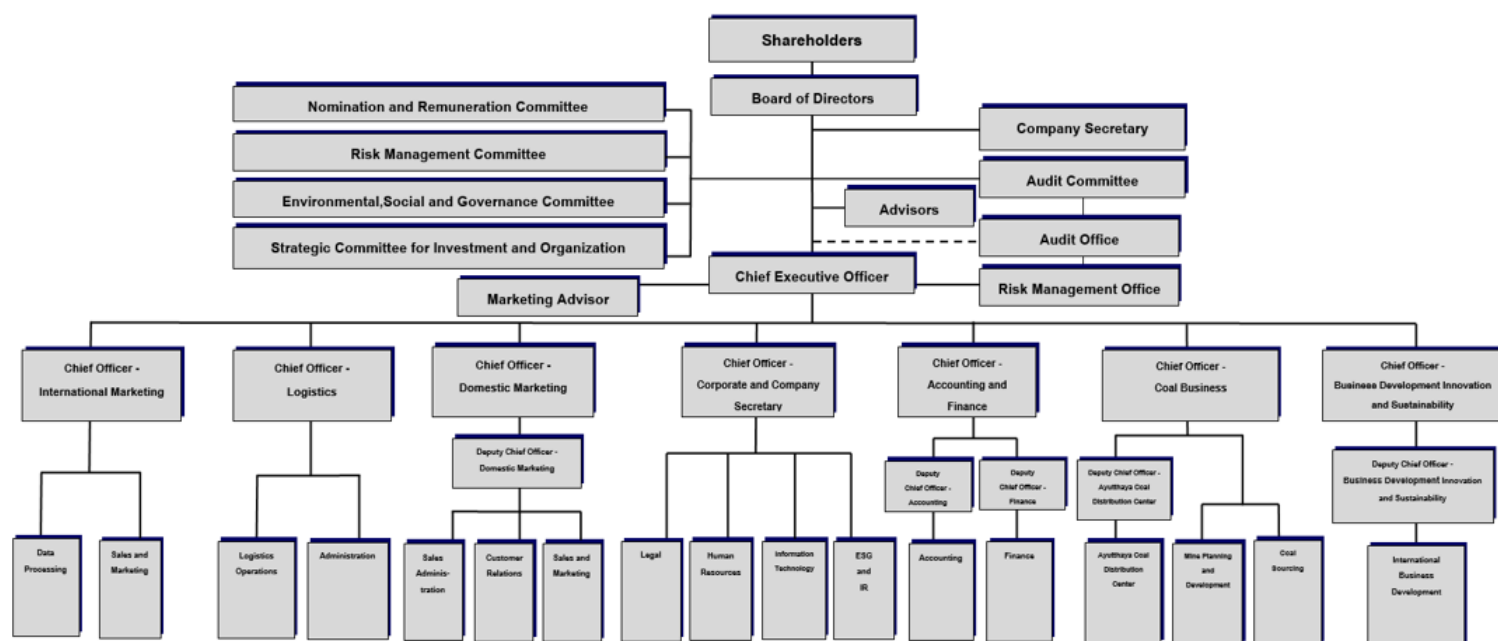 Shareholders
Board of Directors
Nomination and Remuneration Committee
Company Secretary
Risk Management Committee
Audit Committee
Environmental,Social and Governance Committee
Advisors
Strategic Committee for Investment and Organization
Audit Office
Chief Executive Officer
Marketing Advisor
Risk Management Office
Chief Officer -
International Marketing
Chief Officer -
Logistics
Chief Officer -
Domestic Marketing
Chief Officer -
Corporate and Company
Secretary
Chief Officer -
Accounting and
Finance
Chief Officer -
Coal Business
Chief Officer -
Business Development Innovation
and Sustainability
Deputy Chief Officer -
Domestic Marketing
Deputy
Chief Officer -
Accounting
Deputy
Chief Officer -
Finance
Deputy Chief Officer -
Ayutthaya Coal
Distribution Center
Deputy Chief Officer -
Business Development Innovation
and Sustainability
Data
Processing
Sales and
Marketing
Logistics
Operations
Administration
Sales
Adminis-
tration
Customer
Relations
Sales and
Marketing
Legal
Human
Resources
Information
Technology
ESG
and
IR
Accounting
Finance
Ayutthaya Coal
Distribution
Center
Mine Planning
and
Development
Coal
Sourcing
International
Business
Development